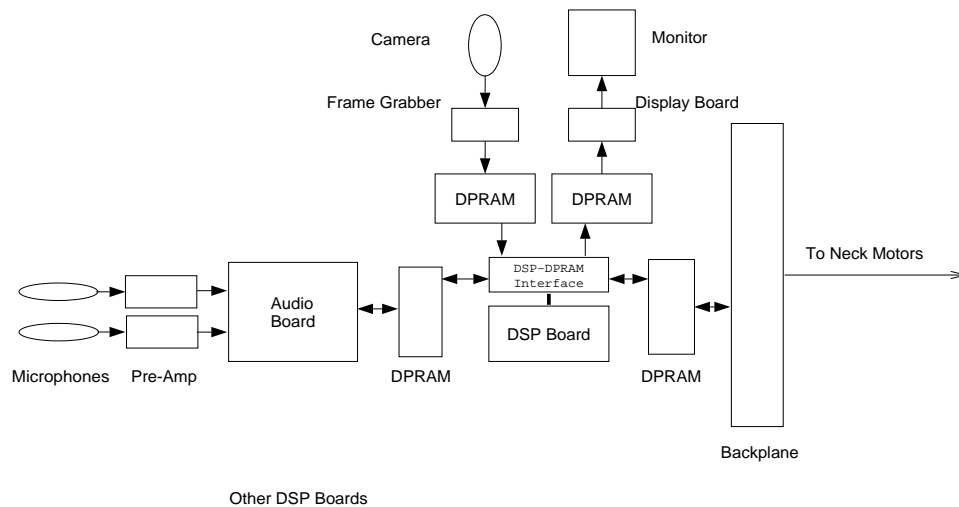 Camera
Monitor
Frame Grabber
Display Board
DPRAM
DPRAM
To Neck Motors
DSP-DPRAM
Interface
Audio
Board
DSP Board
Microphones
Pre-Amp
DPRAM
DPRAM
Backplane
Other DSP Boards